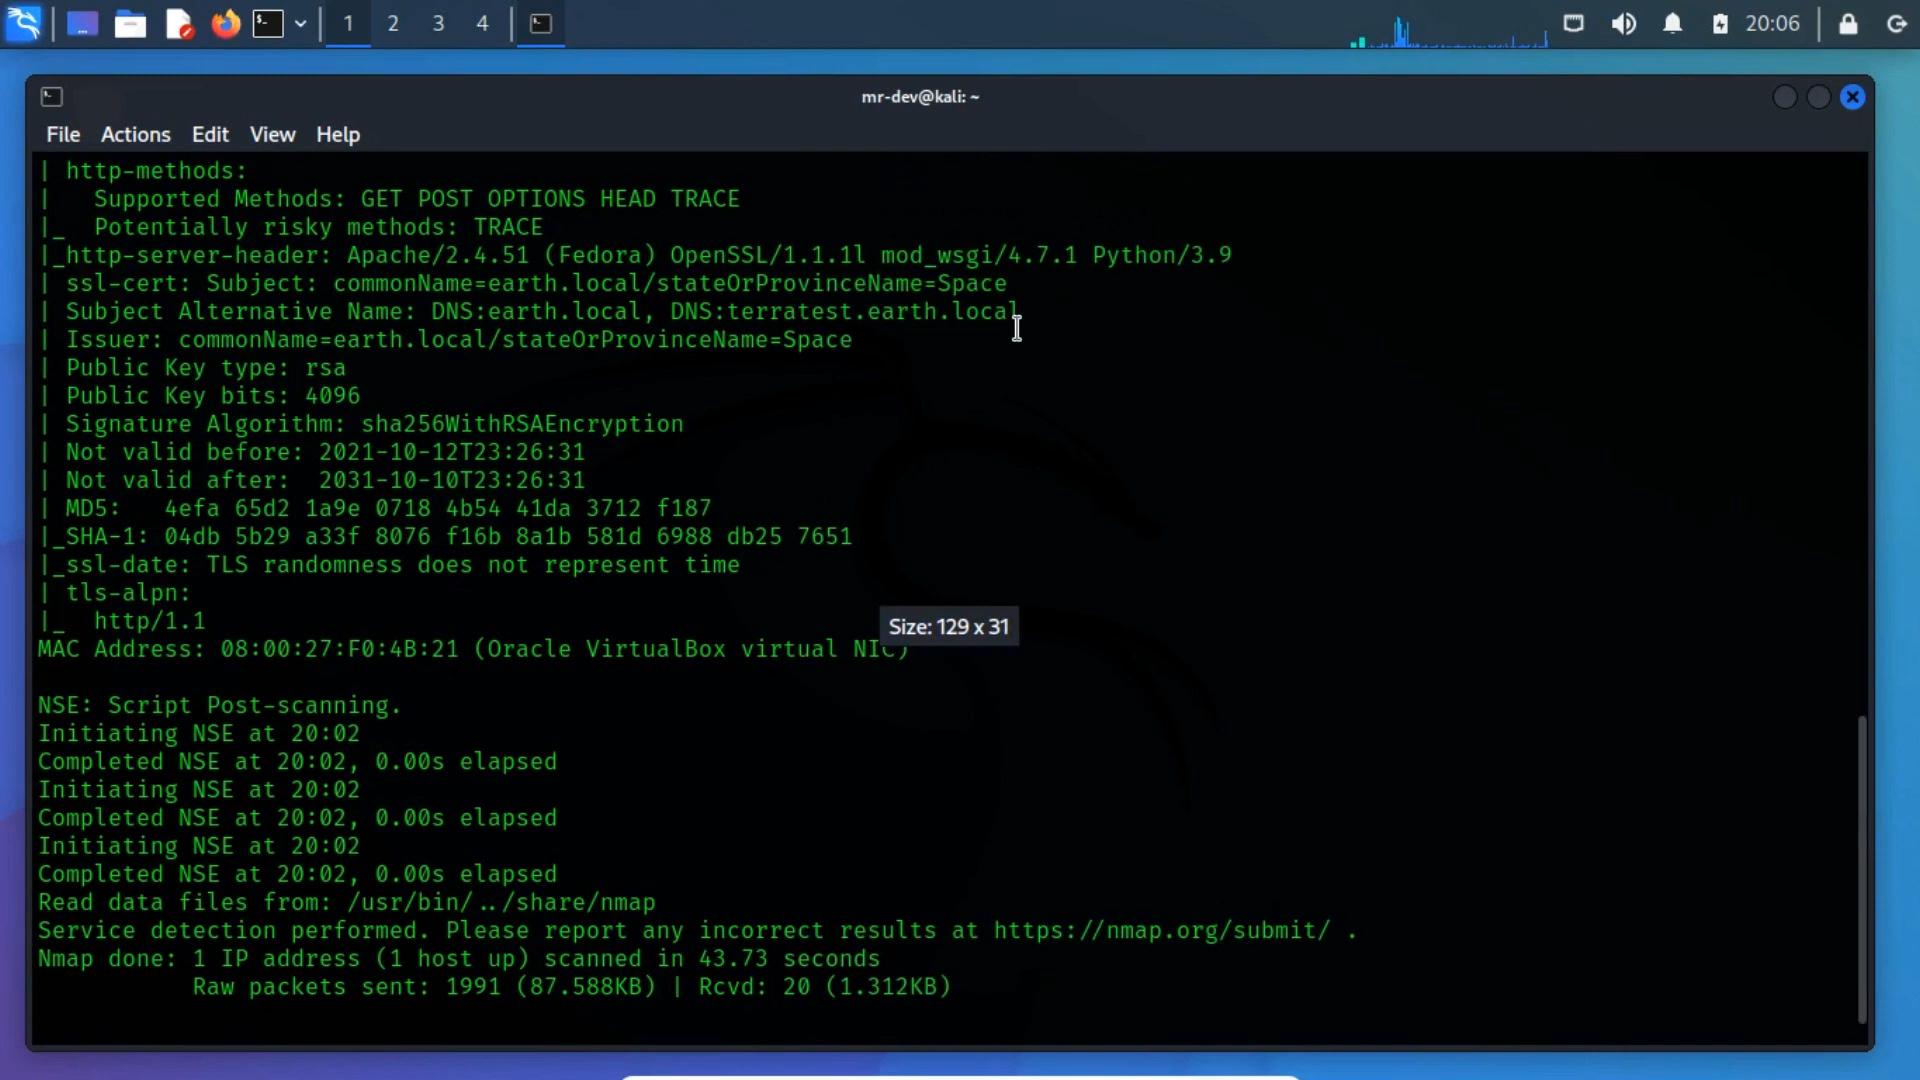 1 2 3 4 20:06
mr-dev@kali: ~
File Actions Edit View Help
| http-methods:
|   Supported Methods: GET POST OPTIONS HEAD TRACE
|_  Potentially risky methods: TRACE
|_http-server-header: Apache/2.4.51 (Fedora) OpenSSL/1.1.1l mod_wsgi/4.7.1 Python/3.9
| ssl-cert: Subject: commonName=earth.local/stateOrProvinceName=Space
| Subject Alternative Name: DNS:earth.local, DNS:terratest.earth.local
| Issuer: commonName=earth.local/stateOrProvinceName=Space
| Public Key type: rsa
| Public Key bits: 4096
| Signature Algorithm: sha256WithRSAEncryption
| Not valid before: 2021-10-12T23:26:31
| Not valid after:  2031-10-10T23:26:31
| MD5:   4efa 65d2 1a9e 0718 4b54 41da 3712 f187
|_SHA-1: 04db 5b29 a33f 8076 f16b 8a1b 581d 6988 db25 7651
|_ssl-date: TLS randomness does not represent time
| tls-alpn:
|_  http/1.1
Size: 129 x 31
MAC Address: 08:00:27:F0:4B:21 (Oracle VirtualBox virtual NIC)
NSE: Script Post-scanning.
Initiating NSE at 20:02
Completed NSE at 20:02, 0.00s elapsed
Initiating NSE at 20:02
Completed NSE at 20:02, 0.00s elapsed
Initiating NSE at 20:02
Completed NSE at 20:02, 0.00s elapsed
Read data files from: /usr/bin/../share/nmap
Service detection performed. Please report any incorrect results at https://nmap.org/submit/ .
Nmap done: 1 IP address (1 host up) scanned in 43.73 seconds
           Raw packets sent: 1991 (87.588KB) | Rcvd: 20 (1.312KB)